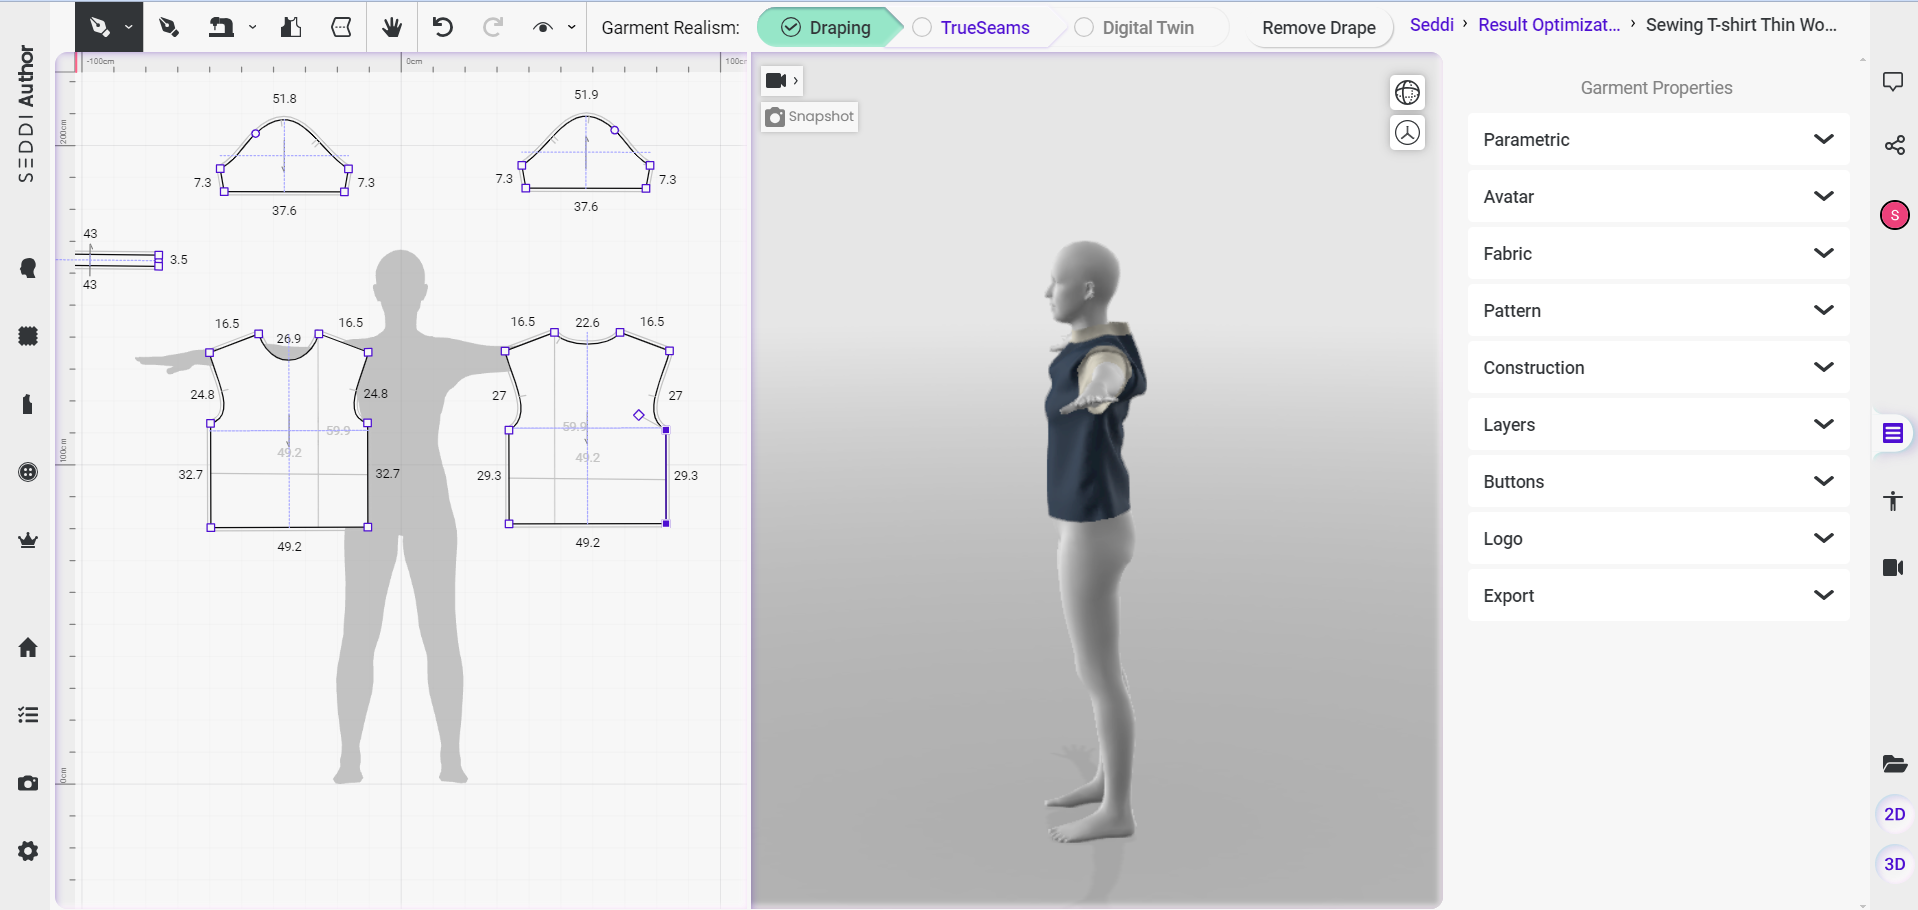 SEDDI Author
Garment Realism:
Draping
TrueSeams
Digital Twin
Remove Drape
Seddi › Result Optimizat... › Sewing T-shirt Thin Wo...
-100cm
0cm
200cm
100cm
0cm
51.8
7.3
7.3
37.6
51.9
7.3
7.3
37.6
43
3.5
43
16.5
26.9
16.5
24.8
24.8
59.9
49.2
32.7
32.7
49.2
16.5
22.6
16.5
27
27
59.9
49.2
29.3
29.3
49.2
Snapshot
Garment Properties
Parametric
Avatar
Fabric
Pattern
Construction
Layers
Buttons
Logo
Export
S
2D
3D